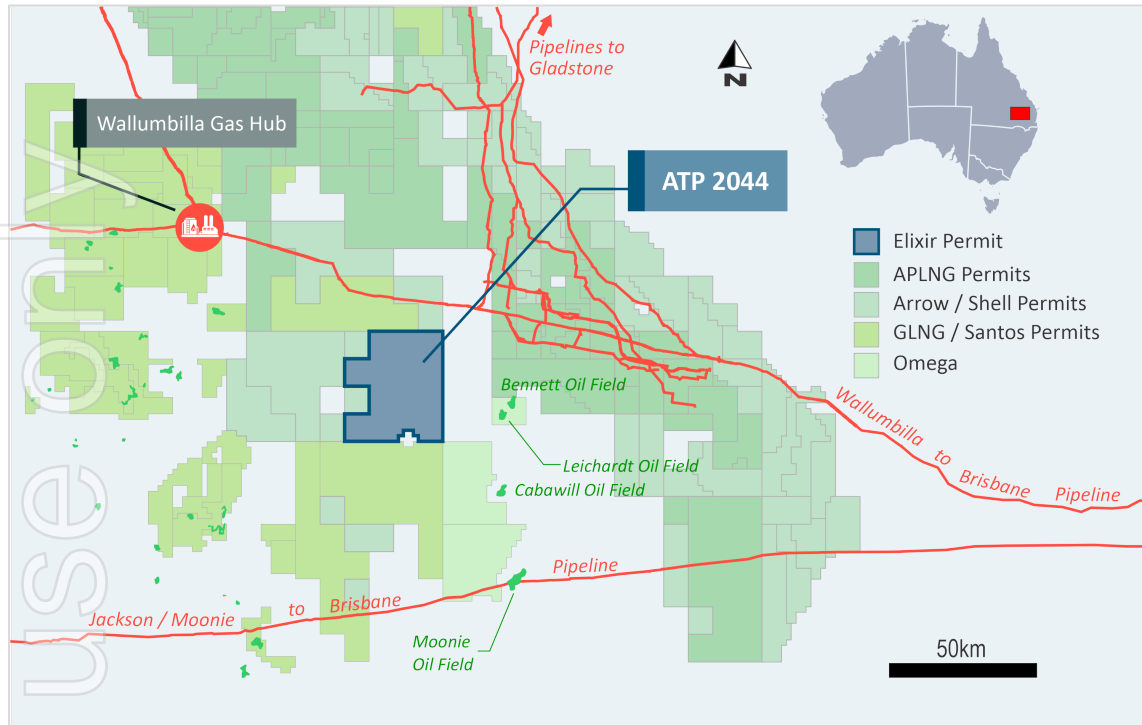 Pipelines to
Gladstone
N
Wallumbilla Gas Hub
ATP 2044
Elixir Permit
APLNG Permits
Arrow / Shell Permits
GLNG / Santos Permits
Omega
Bennett Oil Field
Leichardt Oil Field
Cabawill Oil Field
Wallumbilla to Brisbane Pipeline
Jackson / Moonie to Brisbane Pipeline
Moonie
Oil Field
50km
use only